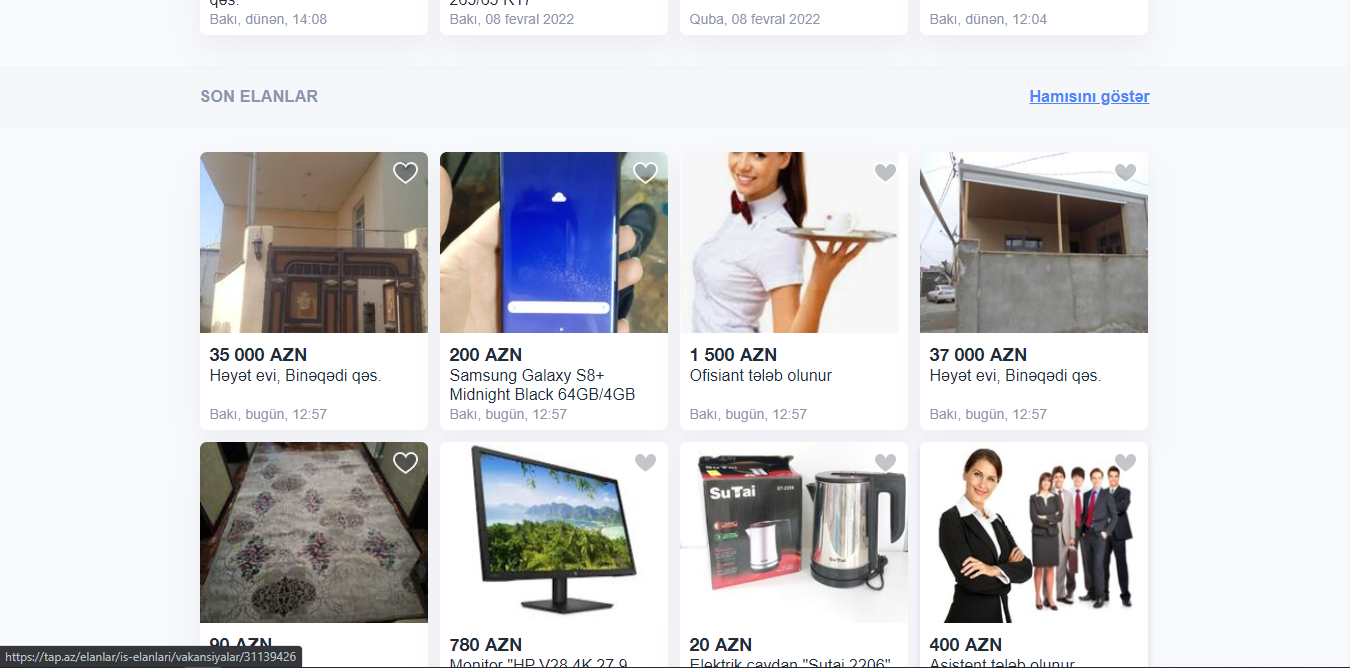 qəs.
Bakı, dünən, 14:08
265/65 R17
Bakı, 08 fevral 2022
Quba, 08 fevral 2022
Bakı, dünən, 12:04
SON ELANLAR
Hamısını göstər
35 000 AZN
Həyət evi, Binəqədi qəs.
Bakı, bugün, 12:57
200 AZN
Samsung Galaxy S8+
Midnight Black 64GB/4GB
Bakı, bugün, 12:57
1 500 AZN
Ofisiant tələb olunur
Bakı, bugün, 12:57
37 000 AZN
Həyət evi, Binəqədi qəs.
Bakı, bugün, 12:57
90 AZN
780 AZN
Monitor "HP V28 4K 27.9
SuTai
ST-2206
SuTai
20 AZN
Elektrik çaydan "Sutai 2206"
400 AZN
Asistent tələb olunur
https://tap.az/elanlar/is-elanlari/vakansiyalar/31139426